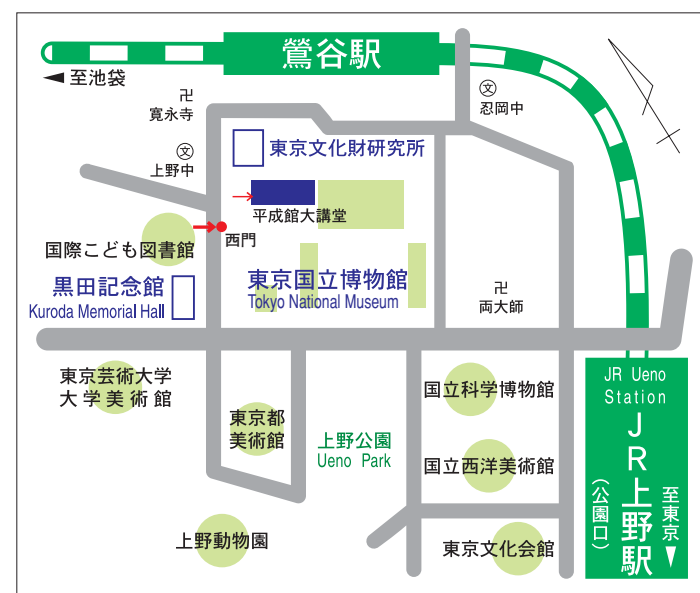 鶯谷駅
至池袋
卍
寛永寺
文
忍岡中
文
上野中
東京文化財研究所
平成館大講堂
西門
国際こども図書館
黒田記念館
Kuroda Memorial Hall
東京国立博物館
Tokyo National Museum
卍
両大師
東京芸術大学
大学美術館
東京都
美術館
上野公園
Ueno Park
国立科学博物館
国立西洋美術館
上野動物園
東京文化会館
JR Ueno
Station
JR上野駅
(公園口)
至東京